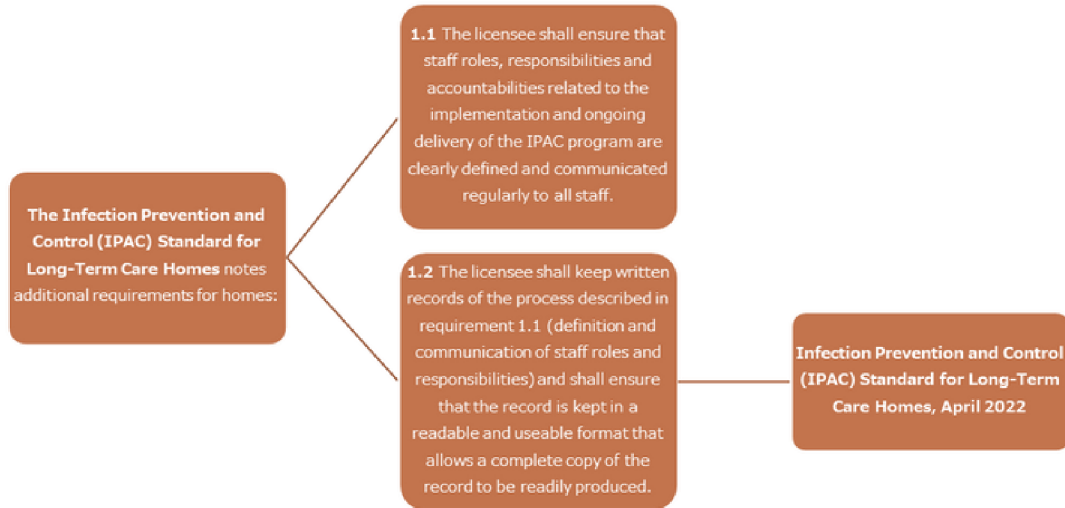 The Infection Prevention and
Control (IPAC) Standard for
Long-Term Care Homes notes
additional requirements for homes:
1.1 The licensee shall ensure that
staff roles, responsibilities and
accountabilities related to the
implementation and ongoing
delivery of the IPAC program are
clearly defined and communicated
regularly to all staff.
1.2 The licensee shall keep written
records of the process described in
requirement 1.1 (definition and
communication of staff roles and
responsibilities) and shall ensure
that the record is kept in a
readable and useable format that
allows a complete copy of the
record to be readily produced.
Infection Prevention and Control
(IPAC) Standard for Long-Term
Care Homes, April 2022